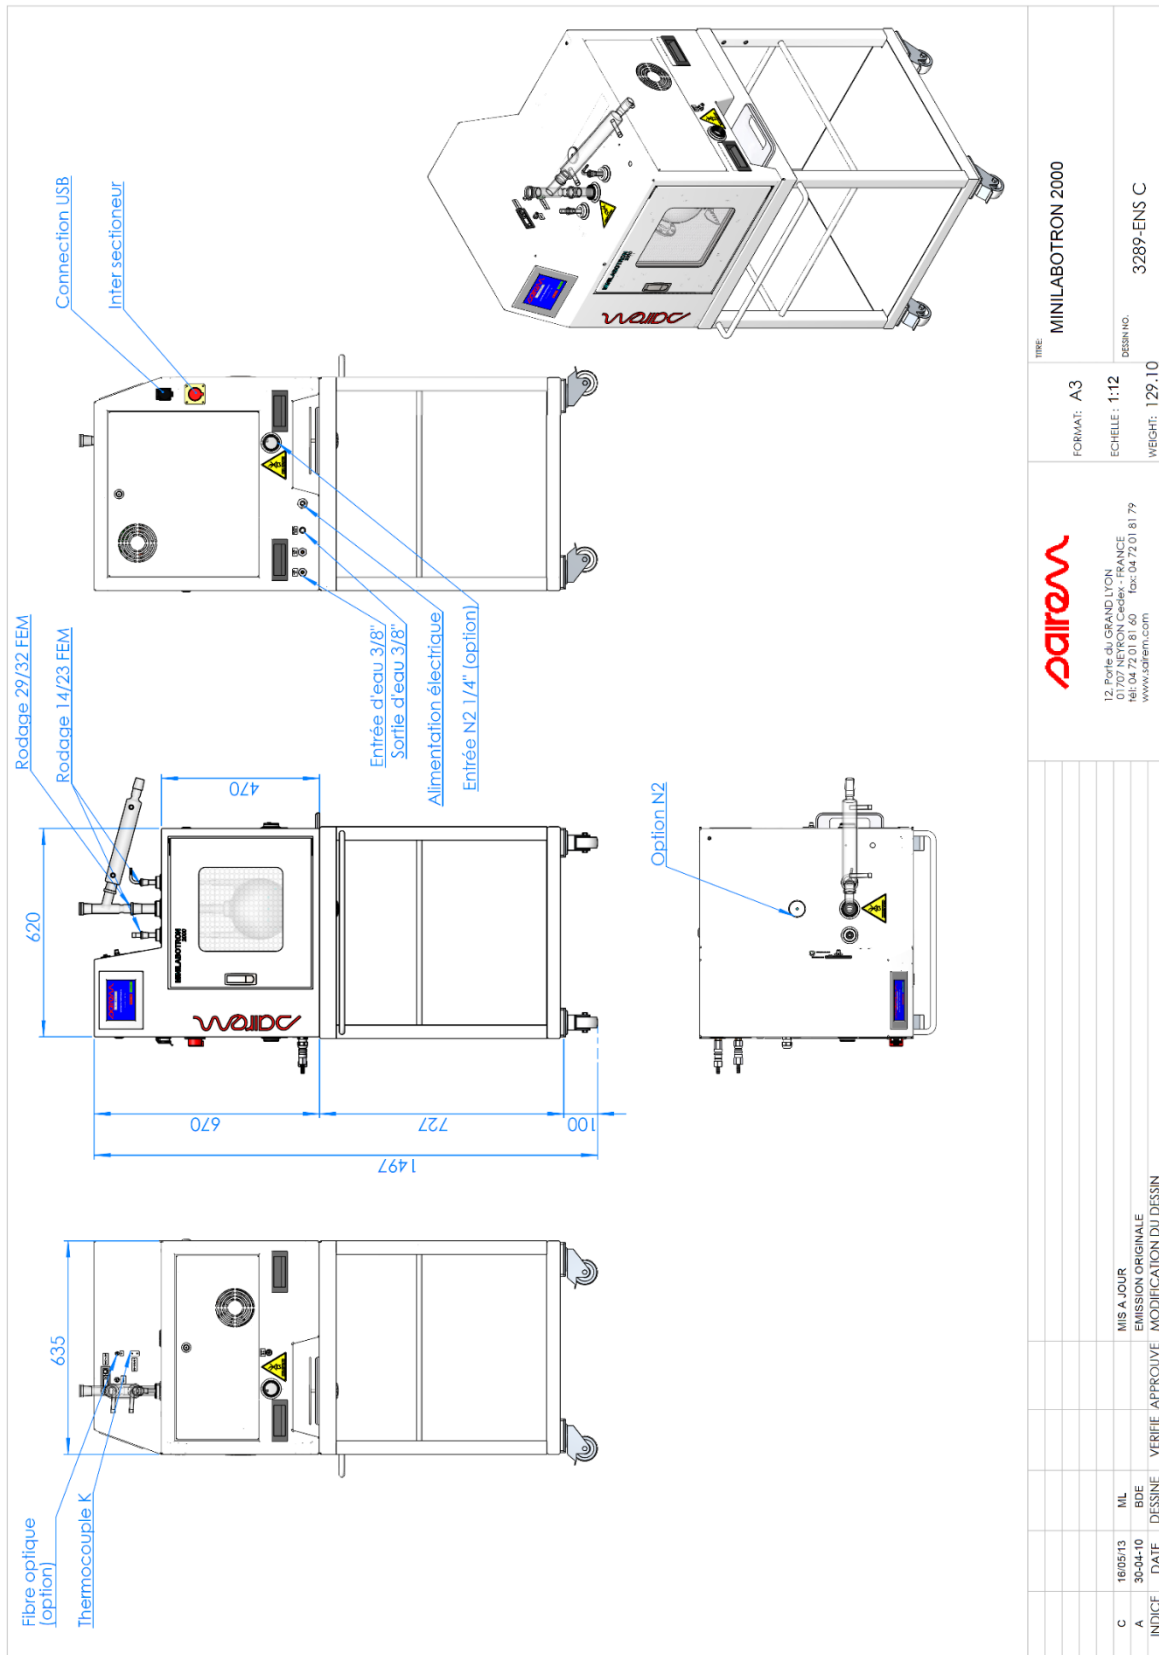 Fibre optique
(option)
Thermocouple K
635
1497
670
727
100
620
470
Rodage 29/32 FEM
Rodage 14/23 FEM
MINILABOTRON
2000
sairem
Connection USB
Inter sectioneur
Entrée d'eau 3/8"
Sortie d'eau 3/8"
Alimentation électrique
Entrée N2 1/4" (option)
Option N2
sairem
C 16/05/13 ML MIS A JOUR
A 30-04-10 BDE EMISSION ORIGINALE
INDICE DATE DESSINE VERIFIE APPROUVE MODIFICATION DU DESSIN
sairem
12, Porte du GRAND LYON
01707 NEYRON Cedex - FRANCE
tél: 04 72 01 81 60 fax: 04 72 01 81 79
www.sairem.com
FORMAT: A3
ECHELLE : 1:12
WEIGHT: 129.10
TITRE:
MINILABOTRON 2000
DESSIN NO.
3289-ENS C